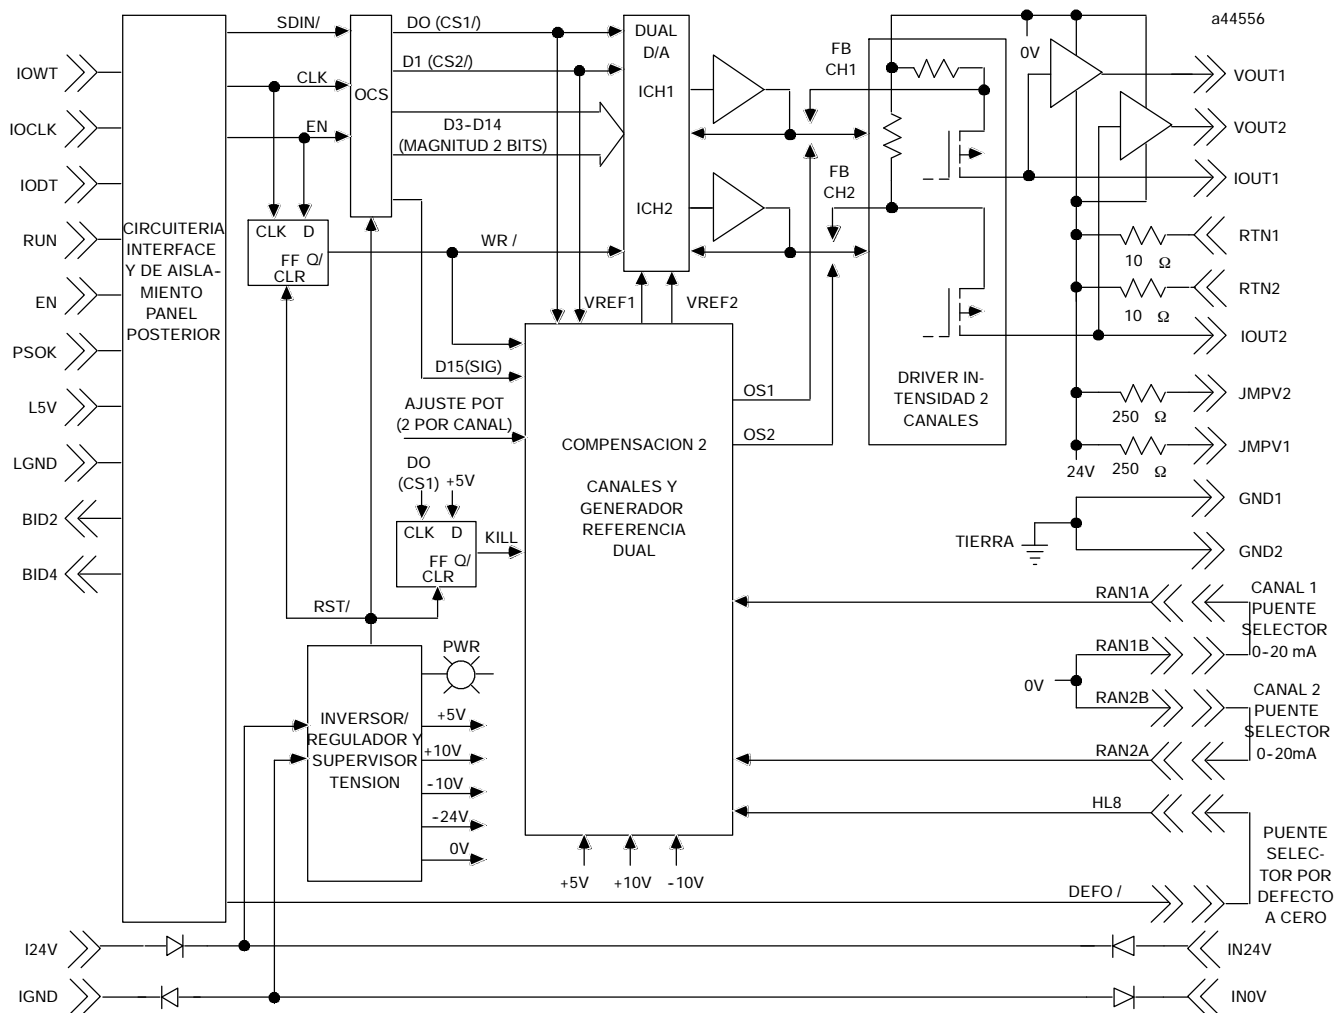 a44556
IOWT
IOCLK
IODT
RUN
EN
PSOK
L5V
LGND
BID2
BID4
I24V
IGND
CIRCUITERIA
INTERFACE
Y DE AISLA-
MIENTO
PANEL
POSTERIOR
SDIN/
CLK
EN
OCS
CLK D
FF Q/
CLR
DO (CS1/)
D1 (CS2/)
D3-D14
(MAGNITUD 2 BITS)
WR /
D15(SIG)
AJUSTE POT
(2 POR CANAL)
DO
(CS1)
+5V
CLK D
FF Q/
CLR
KILL
RST/
PWR
INVERSOR/
REGULADOR Y
SUPERVISOR
TENSION
+5V
+10V
-10V
-24V
0V
DUAL
D/A
ICH1
ICH2
VREF1
VREF2
COMPENSACION 2
CANALES Y
GENERADOR
REFERENCIA
DUAL
+5V
+10V
-10V
OS1
OS2
FB
CH1
FB
CH2
DRIVER IN-
TENSIDAD 2
CANALES
0V
VOUT1
VOUT2
IOUT1
RTN1
10 Ω
RTN2
10 Ω
IOUT2
JMPV2
250 Ω
JMPV1
24V
250 Ω
GND1
TIERRA
GND2
RAN1A
RAN1B
0V
RAN2B
RAN2A
HL8
DEFO /
CANAL 1
PUENTE
SELECTOR
0-20 mA
CANAL 2
PUENTE
SELECTOR
0-20mA
PUENTE
SELEC-
TOR POR
DEFECTO
A CERO
IN24V
IN0V